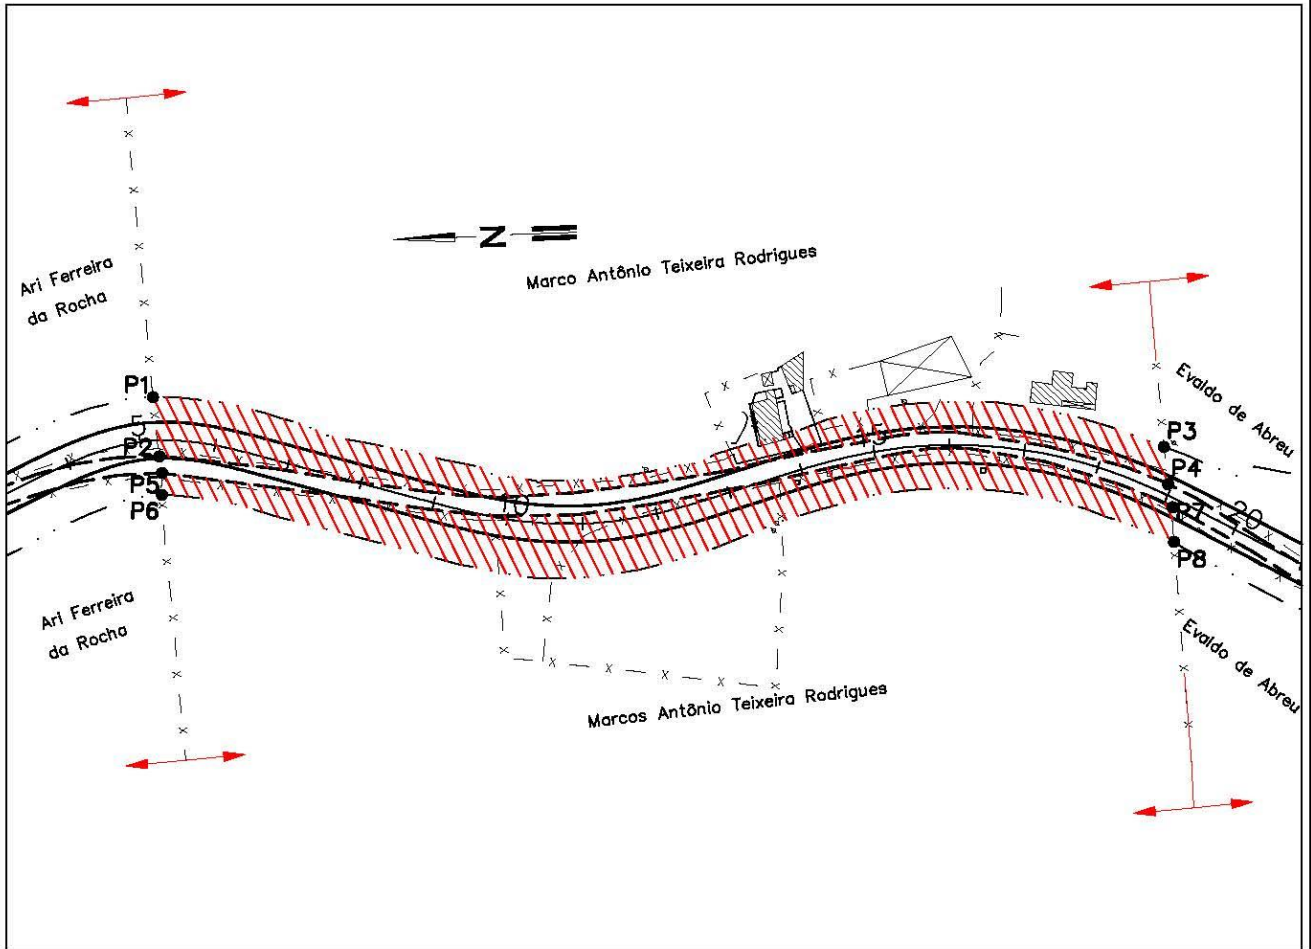 N
Marco Antônio Teixeira Rodrigues
Ari Ferreira
da Rocha
Evaldo de Abreu
P1
5
P2
P5
P6
10
15
P3
P4
P7
20
P8
Ari Ferreira
da Rocha
Evaldo de Abreu
Marcos Antônio Teixeira Rodrigues